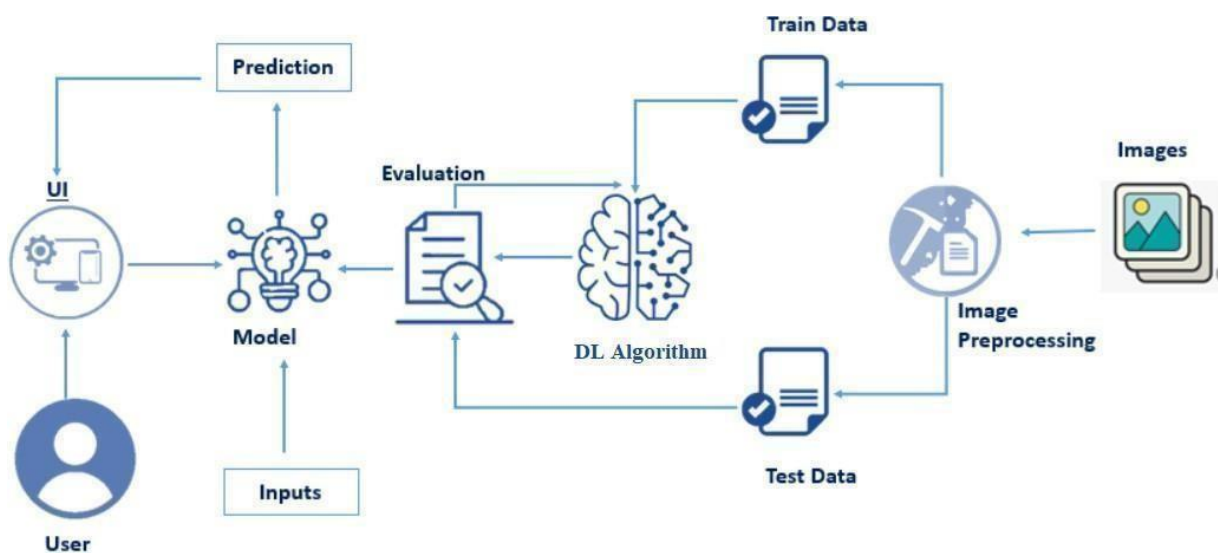 Train Data
Prediction
Images
Evaluation
UI
Image
Preprocessing
Model
DL Algorithm
Test Data
Inputs
User